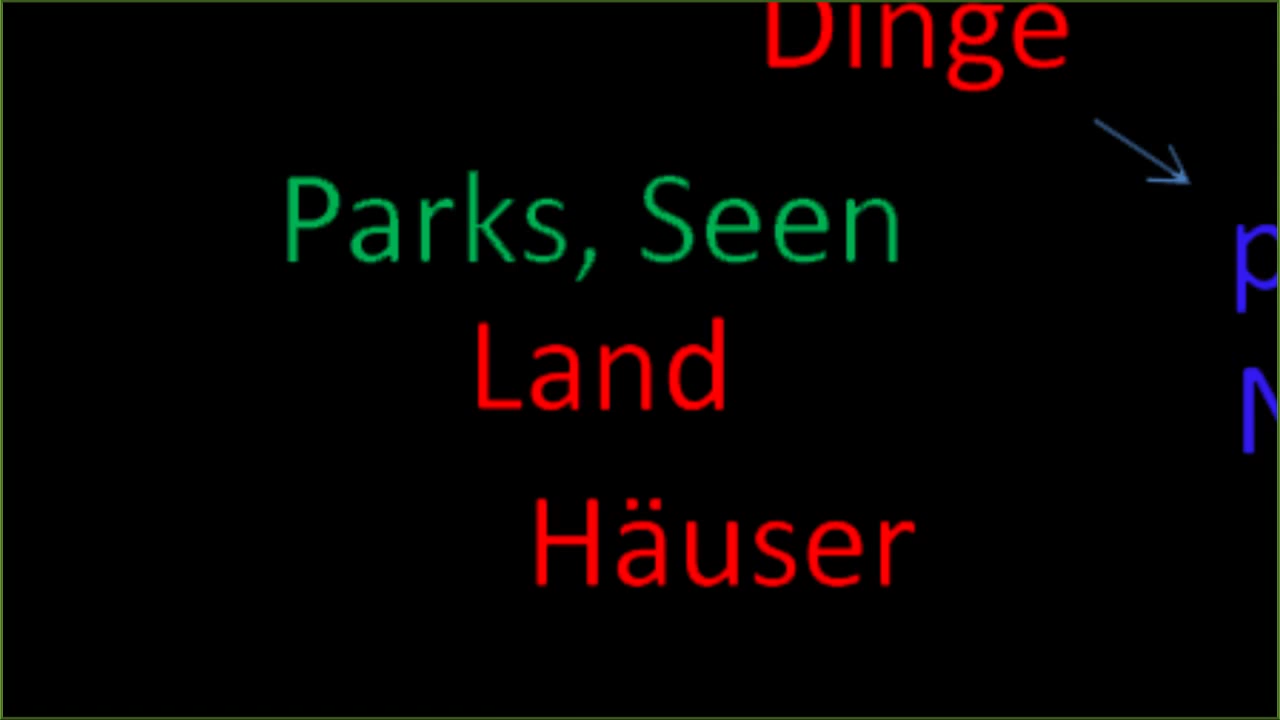 Dinge
Parks, Seen
Land
Häuser